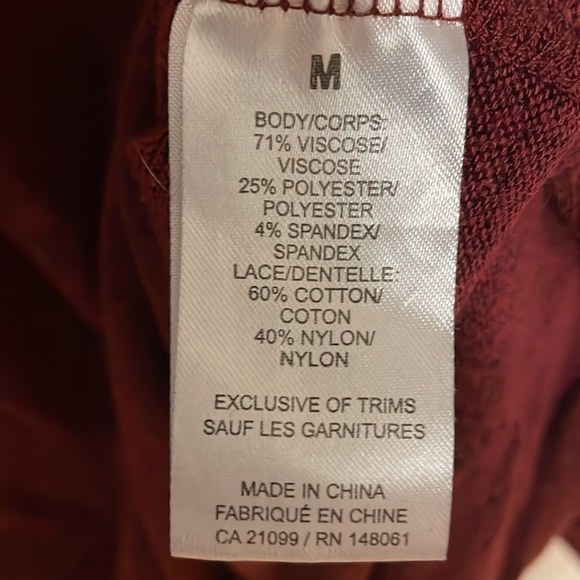 M
BODY/CORPS:
71% VISCOSE/
VISCOSE
25% POLYESTER/
POLYESTER
4% SPANDEX/
SPANDEX
LACE/DENTELLE:
60% COTTON/
COTON
40% NYLON/
NYLON
EXCLUSIVE OF TRIMS
SAUF LES GARNITURES
MADE IN CHINA
FABRIQUÉ EN CHINE
CA 21099 / RN 148061